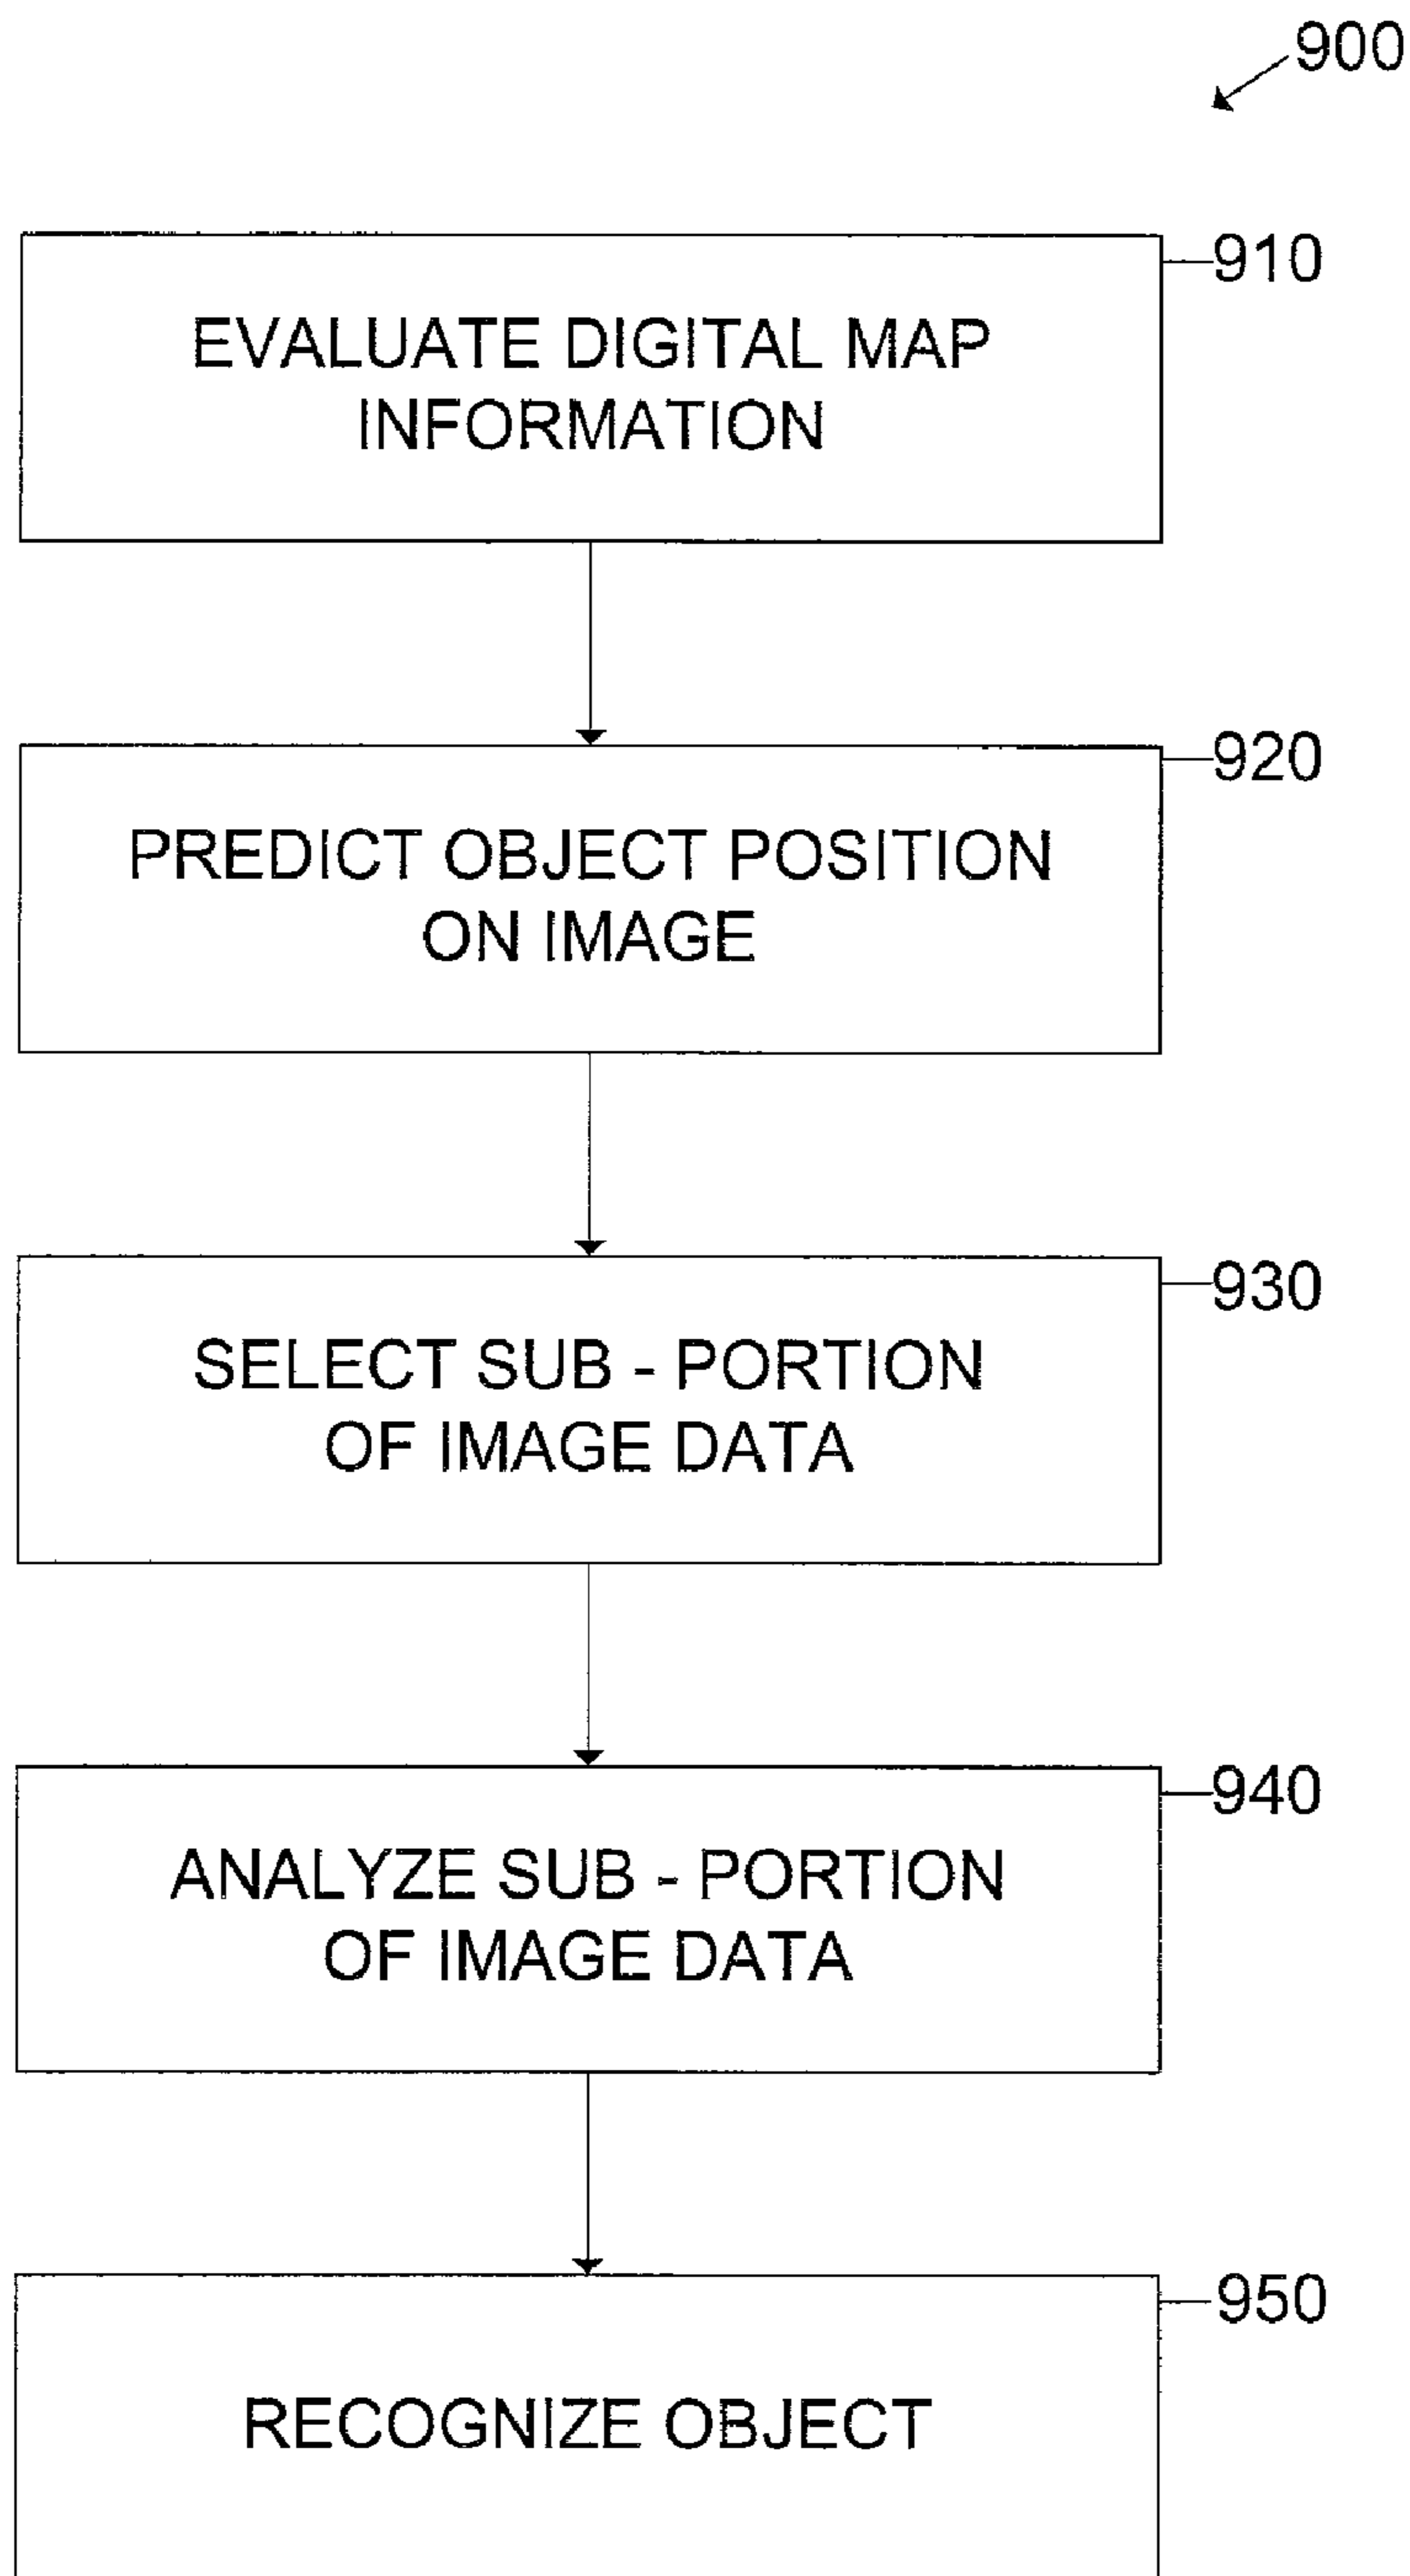 900
910
EVALUATE DIGITAL MAP
INFORMATION
920
PREDICT OBJECT POSITION
ON IMAGE
930
SELECT SUB - PORTION
OF IMAGE DATA
940
ANALYZE SUB - PORTION
OF IMAGE DATA
950
RECOGNIZE OBJECT